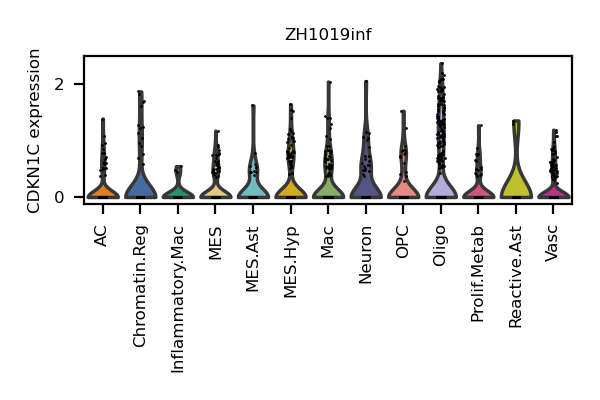 ZH1019inf
CDKN1C expression
2
0
AC
Chromatin.Reg
Inflammatory.Mac
MES
MES.Ast
MES.Hyp
Mac
Neuron
OPC
Oligo
Prolif.Metab
Reactive.Ast
Vasc